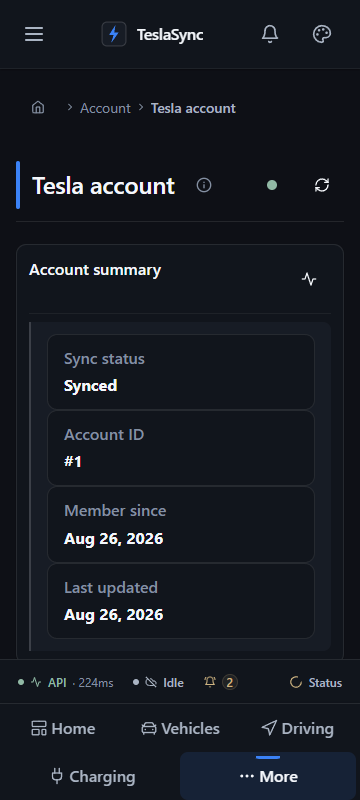 TeslaSync
Account
Tesla account
Tesla account
Account summary
Sync status
Synced
Account ID
#1
Member since
Aug 26, 2026
Last updated
Aug 26, 2026
API · 224ms Idle 2 Status
Home Vehicles Driving
Charging More